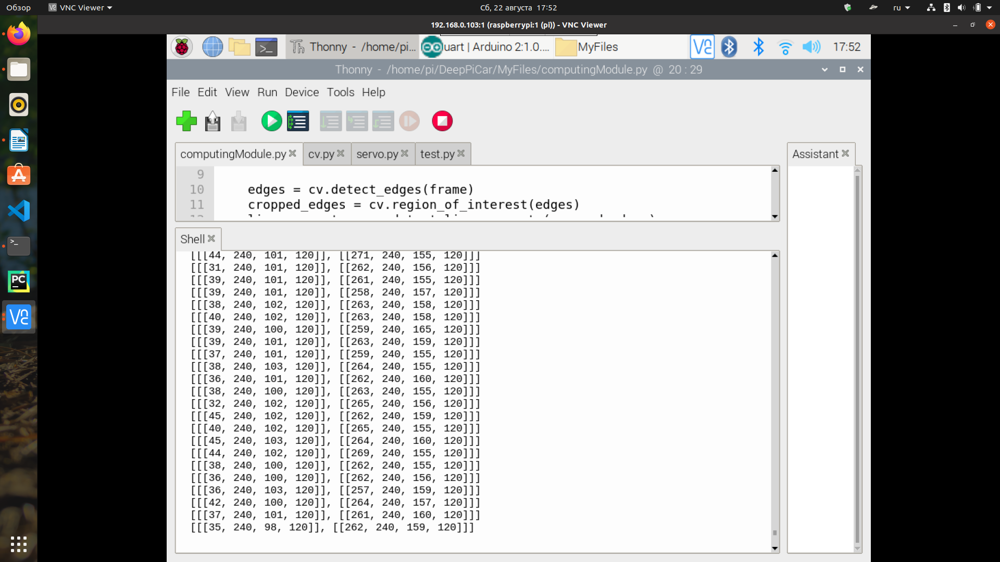 Обзор VNC Viewer Сб, 22 августа 17:52 ru
192.168.0.103:1 (raspberrypi:1 (pi)) - VNC Viewer
Thonny - /home/pi... uart | Arduino 2:1.0.... MyFiles 17:52
Thonny - /home/pi/DeepPiCar/MyFiles/computingModule.py @ 20 : 29
File Edit View Run Device Tools Help
computingModule.py cv.py servo.py test.py Assistant
9
10 edges = cv.detect_edges(frame)
11 cropped_edges = cv.region_of_interest(edges)
Shell
[[[44, 240, 101, 120]], [[271, 240, 155, 120]]]
[[[31, 240, 101, 120]], [[262, 240, 156, 120]]]
[[[39, 240, 101, 120]], [[261, 240, 155, 120]]]
[[[39, 240, 101, 120]], [[258, 240, 157, 120]]]
[[[38, 240, 102, 120]], [[263, 240, 158, 120]]]
[[[40, 240, 102, 120]], [[263, 240, 158, 120]]]
[[[39, 240, 100, 120]], [[259, 240, 165, 120]]]
[[[39, 240, 101, 120]], [[263, 240, 159, 120]]]
[[[37, 240, 101, 120]], [[259, 240, 155, 120]]]
[[[38, 240, 103, 120]], [[264, 240, 155, 120]]]
[[[36, 240, 101, 120]], [[262, 240, 160, 120]]]
[[[38, 240, 100, 120]], [[263, 240, 155, 120]]]
[[[32, 240, 102, 120]], [[265, 240, 156, 120]]]
[[[45, 240, 102, 120]], [[262, 240, 159, 120]]]
[[[40, 240, 102, 120]], [[265, 240, 155, 120]]]
[[[45, 240, 103, 120]], [[264, 240, 160, 120]]]
[[[44, 240, 102, 120]], [[269, 240, 155, 120]]]
[[[38, 240, 100, 120]], [[262, 240, 155, 120]]]
[[[36, 240, 100, 120]], [[262, 240, 156, 120]]]
[[[36, 240, 103, 120]], [[257, 240, 159, 120]]]
[[[42, 240, 100, 120]], [[264, 240, 157, 120]]]
[[[37, 240, 101, 120]], [[261, 240, 160, 120]]]
[[[35, 240, 98, 120]], [[262, 240, 159, 120]]]